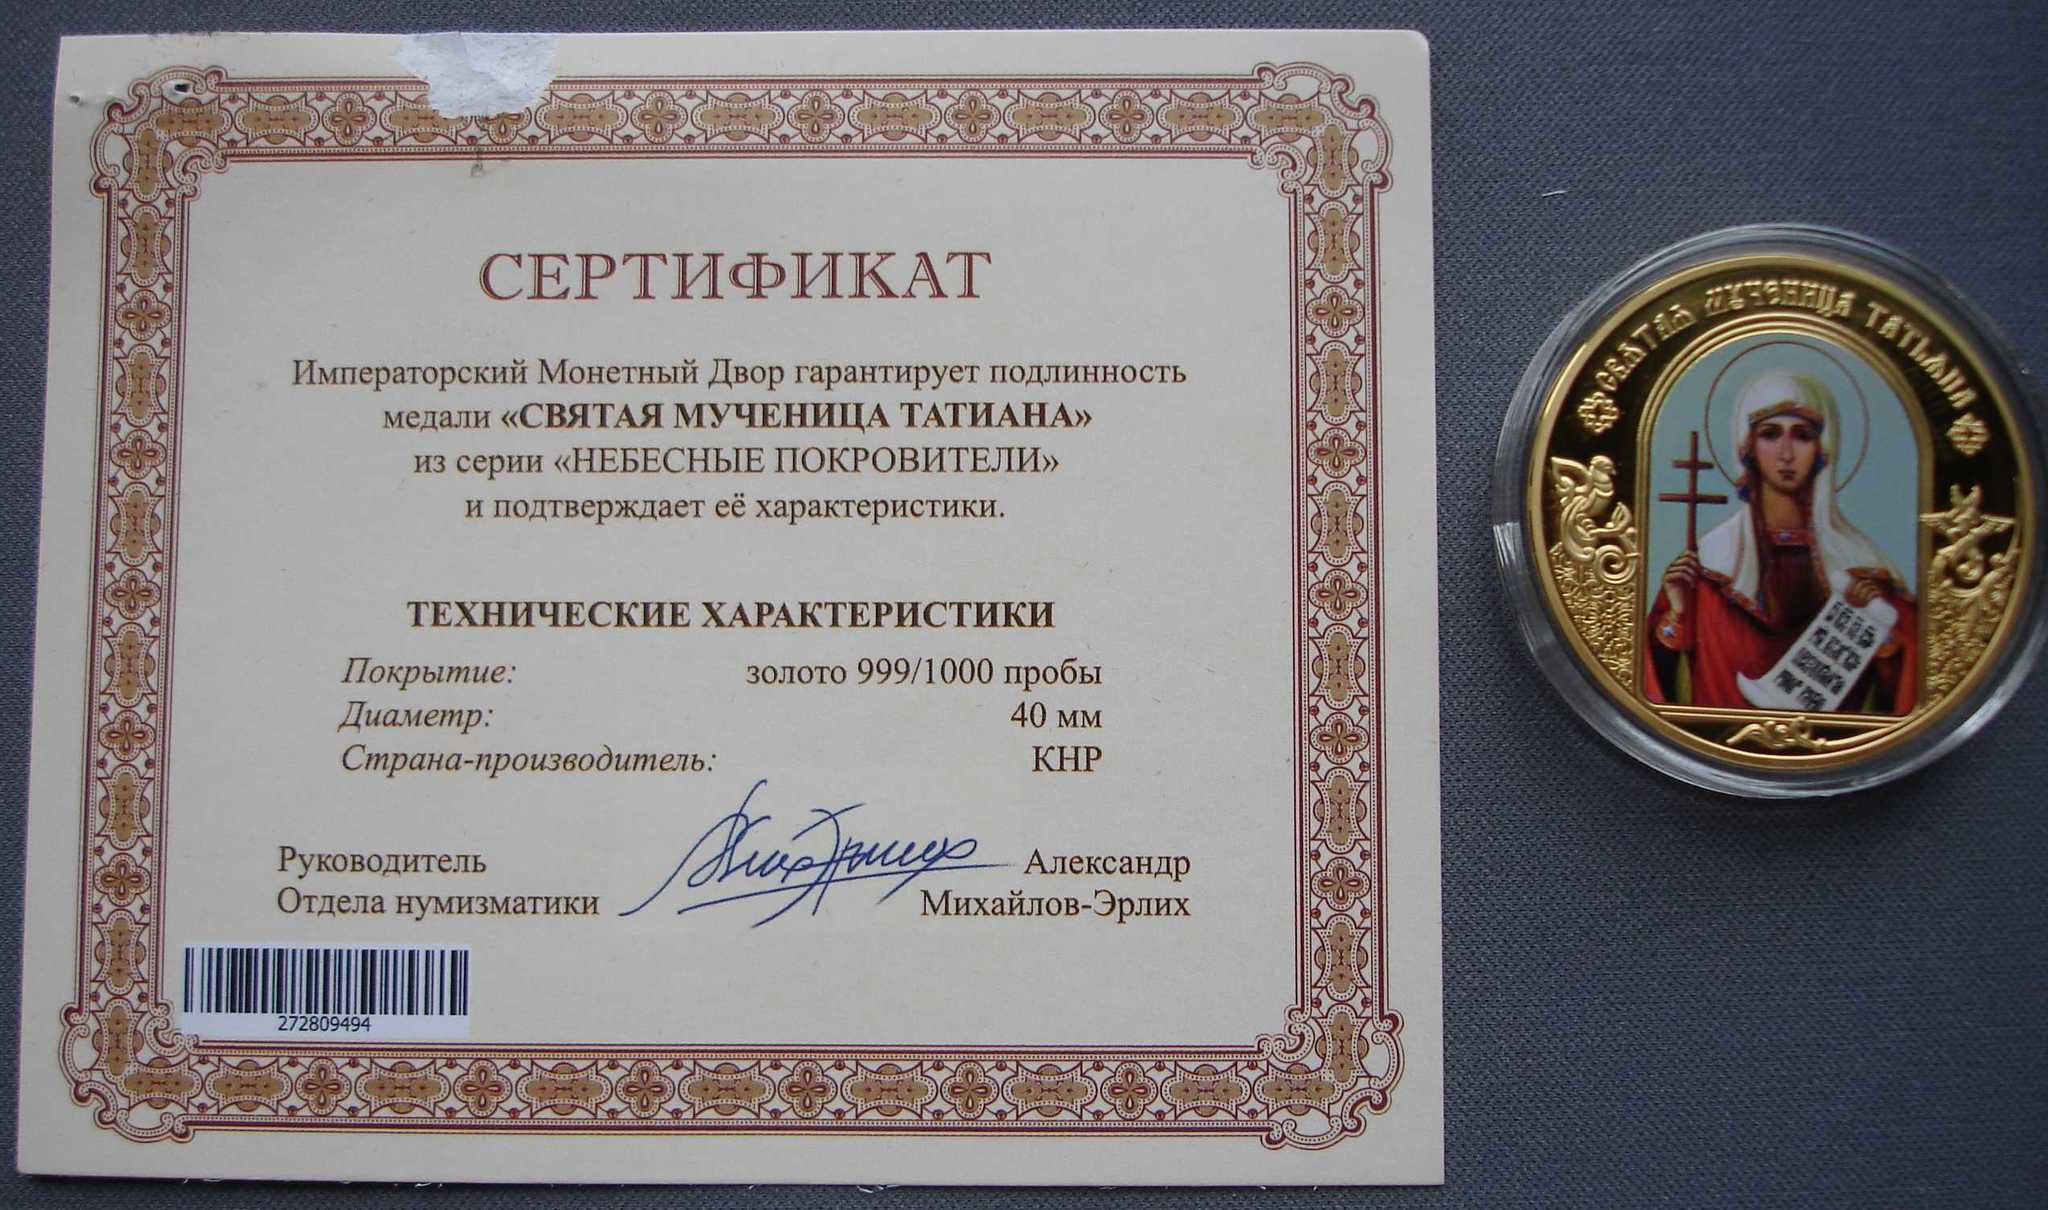 СЕРТИФИКАТ
Императорский Монетный Двор гарантирует подлинность
медали «СВЯТАЯ МУЧЕНИЦА ТАТИАНА»
из серии «НЕБЕСНЫЕ ПОКРОВИТЕЛИ»
и подтверждает её характеристики.
ТЕХНИЧЕСКИЕ ХАРАКТЕРИСТИКИ
Покрытие: золото 999/1000 пробы
Диаметр: 40 мм
Страна-производитель: КНР
Руководитель
Отдела нумизматики
Александр
Михайлов-Эрлих
272809494
СВЯТАЯ МУЧЕНИЦА ТАТЬЯНА